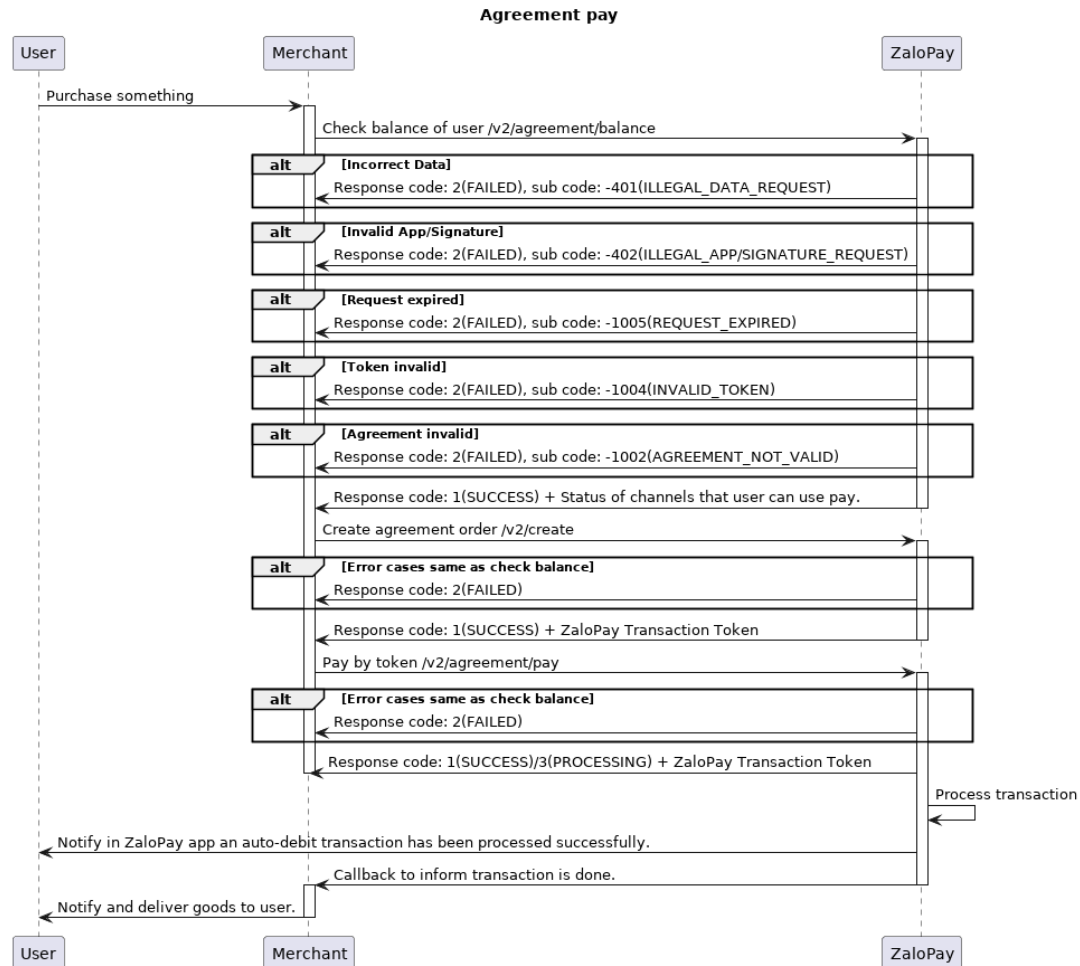 Agreement pay
User
Merchant
ZaloPay
Purchase something
Check balance of user /v2/agreement/balance
alt [Incorrect Data]
Response code: 2(FAILED), sub code: -401(ILLEGAL_DATA_REQUEST)
alt [Invalid App/Signature]
Response code: 2(FAILED), sub code: -402(ILLEGAL_APP/SIGNATURE_REQUEST)
alt [Request expired]
Response code: 2(FAILED), sub code: -1005(REQUEST_EXPIRED)
alt [Token invalid]
Response code: 2(FAILED), sub code: -1004(INVALID_TOKEN)
alt [Agreement invalid]
Response code: 2(FAILED), sub code: -1002(AGREEMENT_NOT_VALID)
Response code: 1(SUCCESS) + Status of channels that user can use pay.
Create agreement order /v2/create
alt [Error cases same as check balance]
Response code: 2(FAILED)
Response code: 1(SUCCESS) + ZaloPay Transaction Token
Pay by token /v2/agreement/pay
alt [Error cases same as check balance]
Response code: 2(FAILED)
Response code: 1(SUCCESS)/3(PROCESSING) + ZaloPay Transaction Token
Process transaction
Notify in ZaloPay app an auto-debit transaction has been processed successfully.
Callback to inform transaction is done.
Notify and deliver goods to user.
User
Merchant
ZaloPay